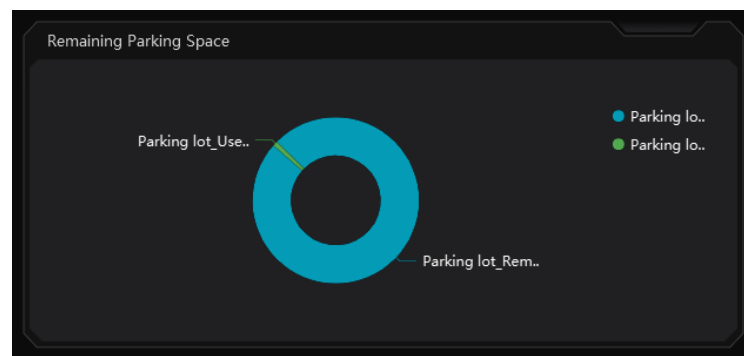 Remaining Parking Space
Parking lo..
Parking lot_Use..
Parking lo..
Parking lot_Rem..